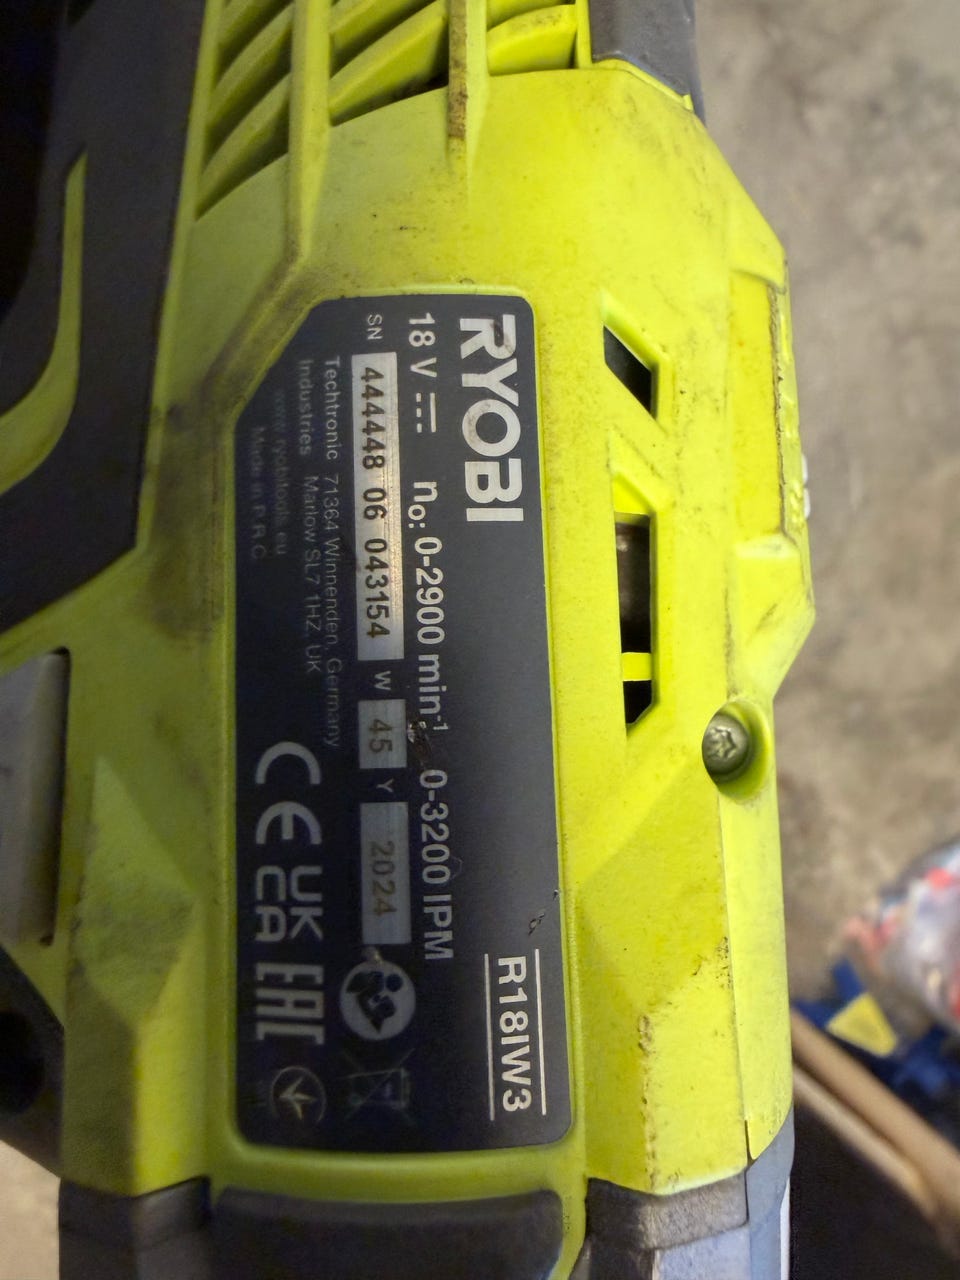 RYOBI
R18IW3
18 V n₀: 0-2900 min⁻¹ 0-3200 IPM
SN 444448 06 043154 W 45 Y 2024
Techtronic 71364 Winnenden, Germany
Industries Marlow SL7 1HZ, UK
www.ryobitools.eu
Made in P.R.C.
CE UK CA EAC